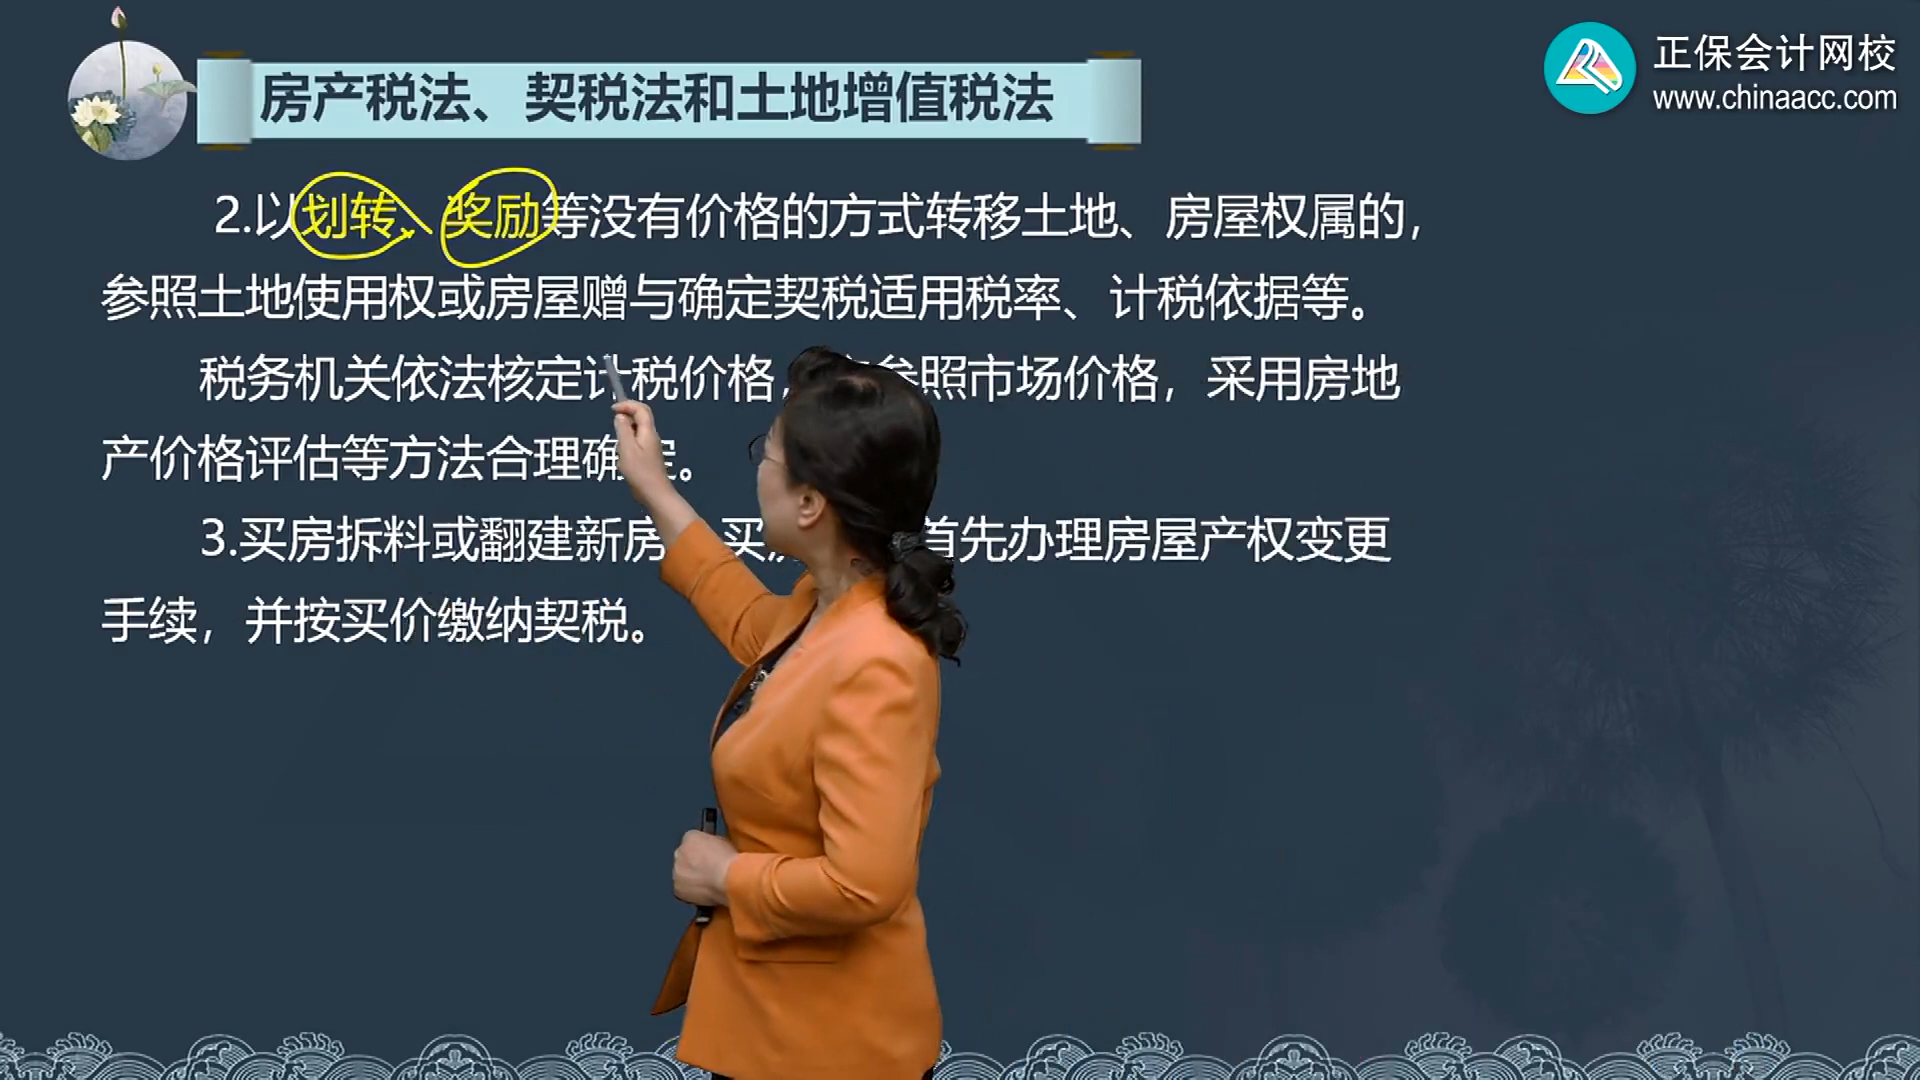 房产税法、契税法和土地增值税法
正保会计网校
www.chinaacc.com
2.以划转、奖励等没有价格的方式转移土地、房屋权属的，
参照土地使用权或房屋赠与确定契税适用税率、计税依据等。
税务机关依法核定计税价格，参照市场价格，采用房地
产价格评估等方法合理确定。
3.买房拆料或翻建新房 买 首先办理房屋产权变更
手续，并按买价缴纳契税。